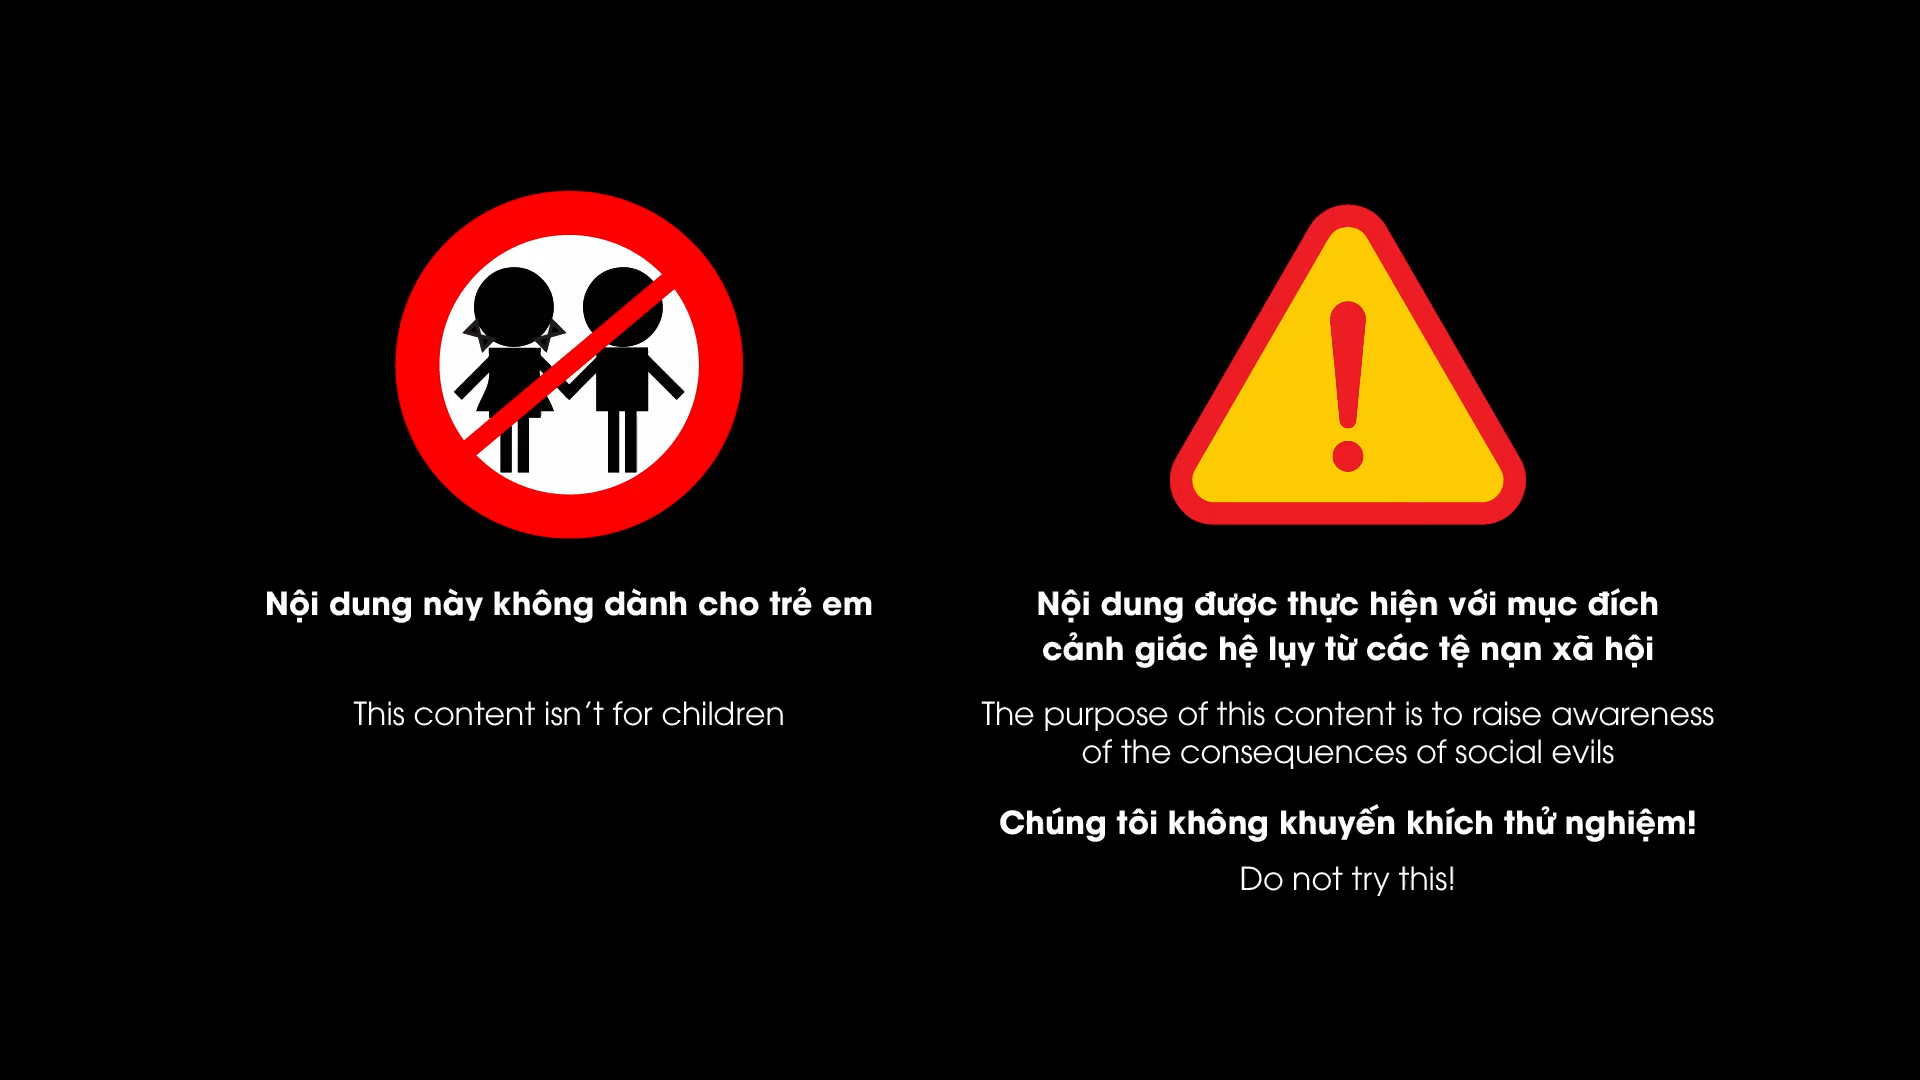 Nội dung này không dành cho trẻ em
This content isn't for children
Nội dung được thực hiện với mục đích
cảnh giác hệ lụy từ các tệ nạn xã hội
The purpose of this content is to raise awareness
of the consequences of social evils
Chúng tôi không khuyến khích thử nghiệm!
Do not try this!